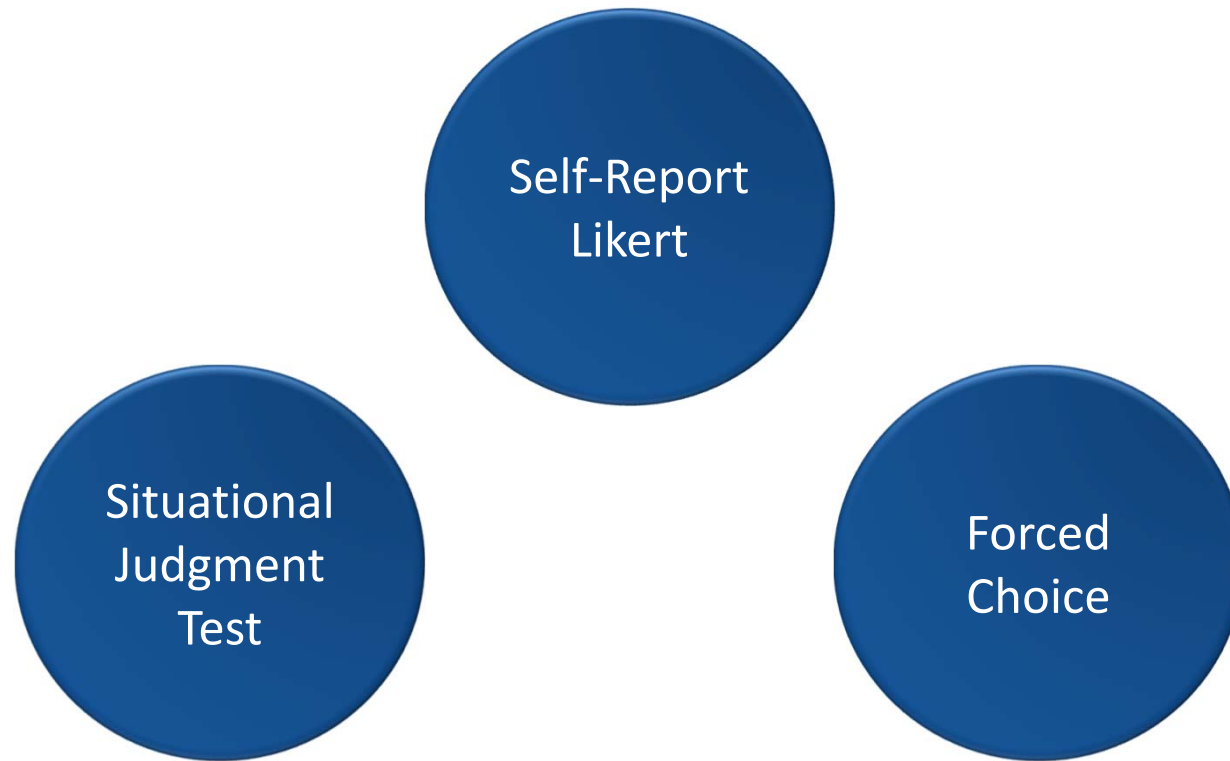 Self-Report
Likert
Situational
Judgment
Test
Forced
Choice